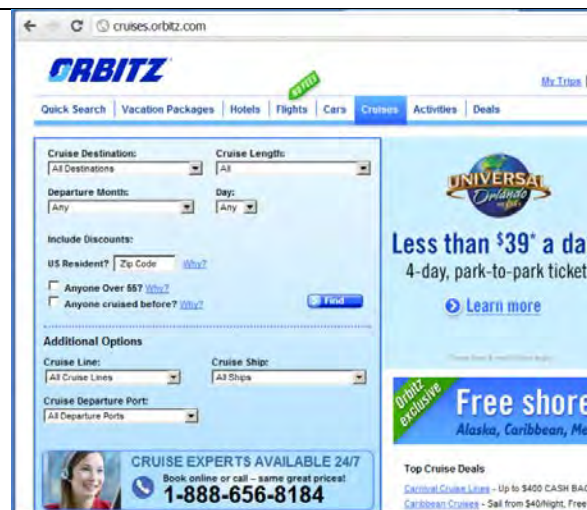 cruises.orbitz.com
ORBITZ
NO FEES
My Trips
Quick Search | Vacation Packages | Hotels | Flights | Cars | Cruises | Activities | Deals
Cruise Destination: Cruise Length:
All Destinations All
Departure Month: Day:
Any Any
Include Discounts:
US Resident? Zip Code Why?
Anyone Over 55? Why?
Anyone cruised before? Why?
Find
Additional Options
Cruise Line: Cruise Ship:
All Cruise Lines All Ships
Cruise Departure Port:
All Departure Ports
CRUISE EXPERTS AVAILABLE 24/7
Book online or call – same great prices!
1-888-656-8184
UNIVERSAL
Orlando
Less than $39* a da
4-day, park-to-park ticket
Learn more
Orbitz exclusive
Free shore
Alaska, Caribbean, Me
Top Cruise Deals
Carnival Cruise Lines - Up to $400 CASH BAC
Caribbean Cruises - Sail from $40/Night, Free